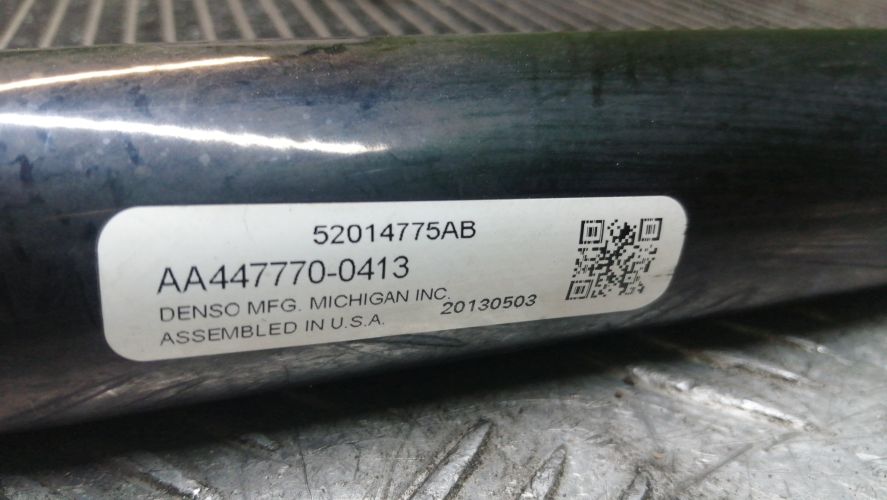 52014775AB
AA447770-0413
DENSO MFG. MICHIGAN INC.
20130503
ASSEMBLED IN U.S.A.